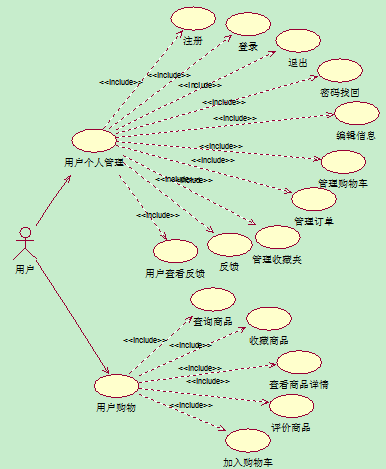 注册
登录
退出
密码找回
编辑信息
管理购物车
管理订单
管理收藏夹
反馈
用户查看反馈
用户个人管理
<<include>>
<<include>>
<<include>>
<<include>>
<<include>>
<<include>>
<<include>>
<<include>>
<<include>>
<<include>>
用户
查询商品
收藏商品
查看商品详情
评价商品
加入购物车
用户购物
<<include>>
<<include>>
<<include>>
<<include>>
<<include>>